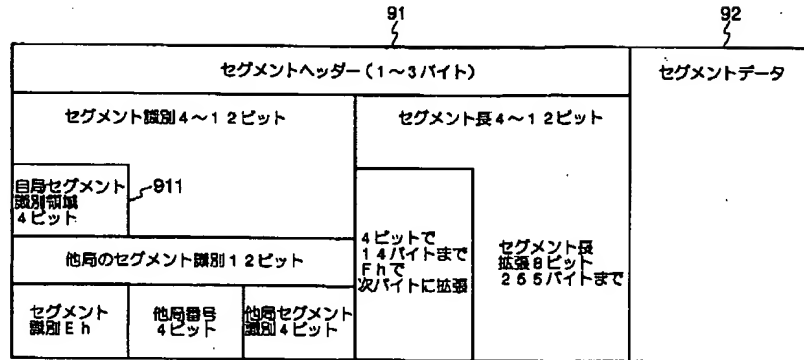 91
92
セグメントヘッダー(1~3バイト)
セグメントデータ
セグメント識別4~12ビット
セグメント長4~12ビット
自局セグメント
識別領域
4ビット
911
4ビットで
14バイトまで
Fhで
次バイトに拡張
セグメント長
拡張8ビット
255バイトまで
他局のセグメント識別12ビット
セグメント
識別Eh
他局番号
4ビット
他局セグメント
識別4ビット